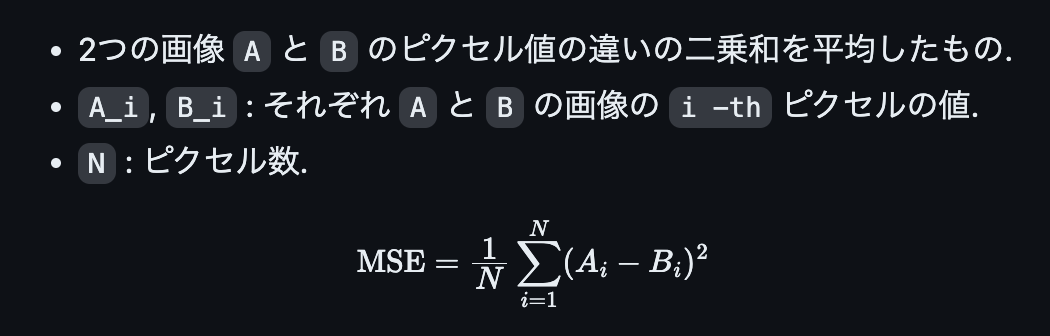 • 2つの画像 A と B のピクセル値の違いの二乗和を平均したもの.
• A_i, B_i : それぞれ A と B の画像の i -th ピクセルの値.
• N : ピクセル数.
MSE = \frac{1}{N} \sum_{i=1}^{N} (A_i − B_i)^2